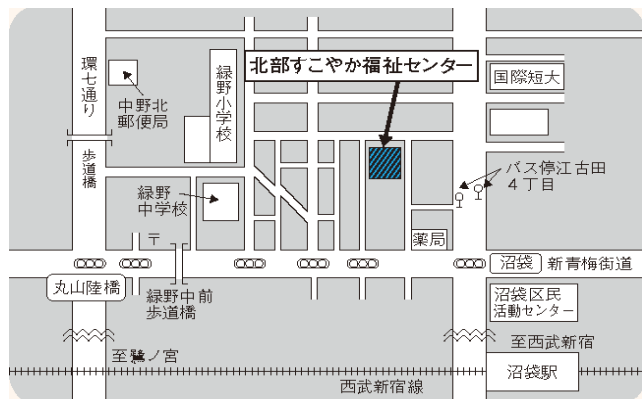 北部すこやか福祉センター
環七通り
中野北
郵便局
緑野小学校
国際短大
歩道橋
緑野
中学校
バス停江古田
4丁目
〒
薬局
沼袋
新青梅街道
丸山陸橋
緑野中前
歩道橋
沼袋区民
活動センター
至鷺ノ宮
至西武新宿
西武新宿線
沼袋駅